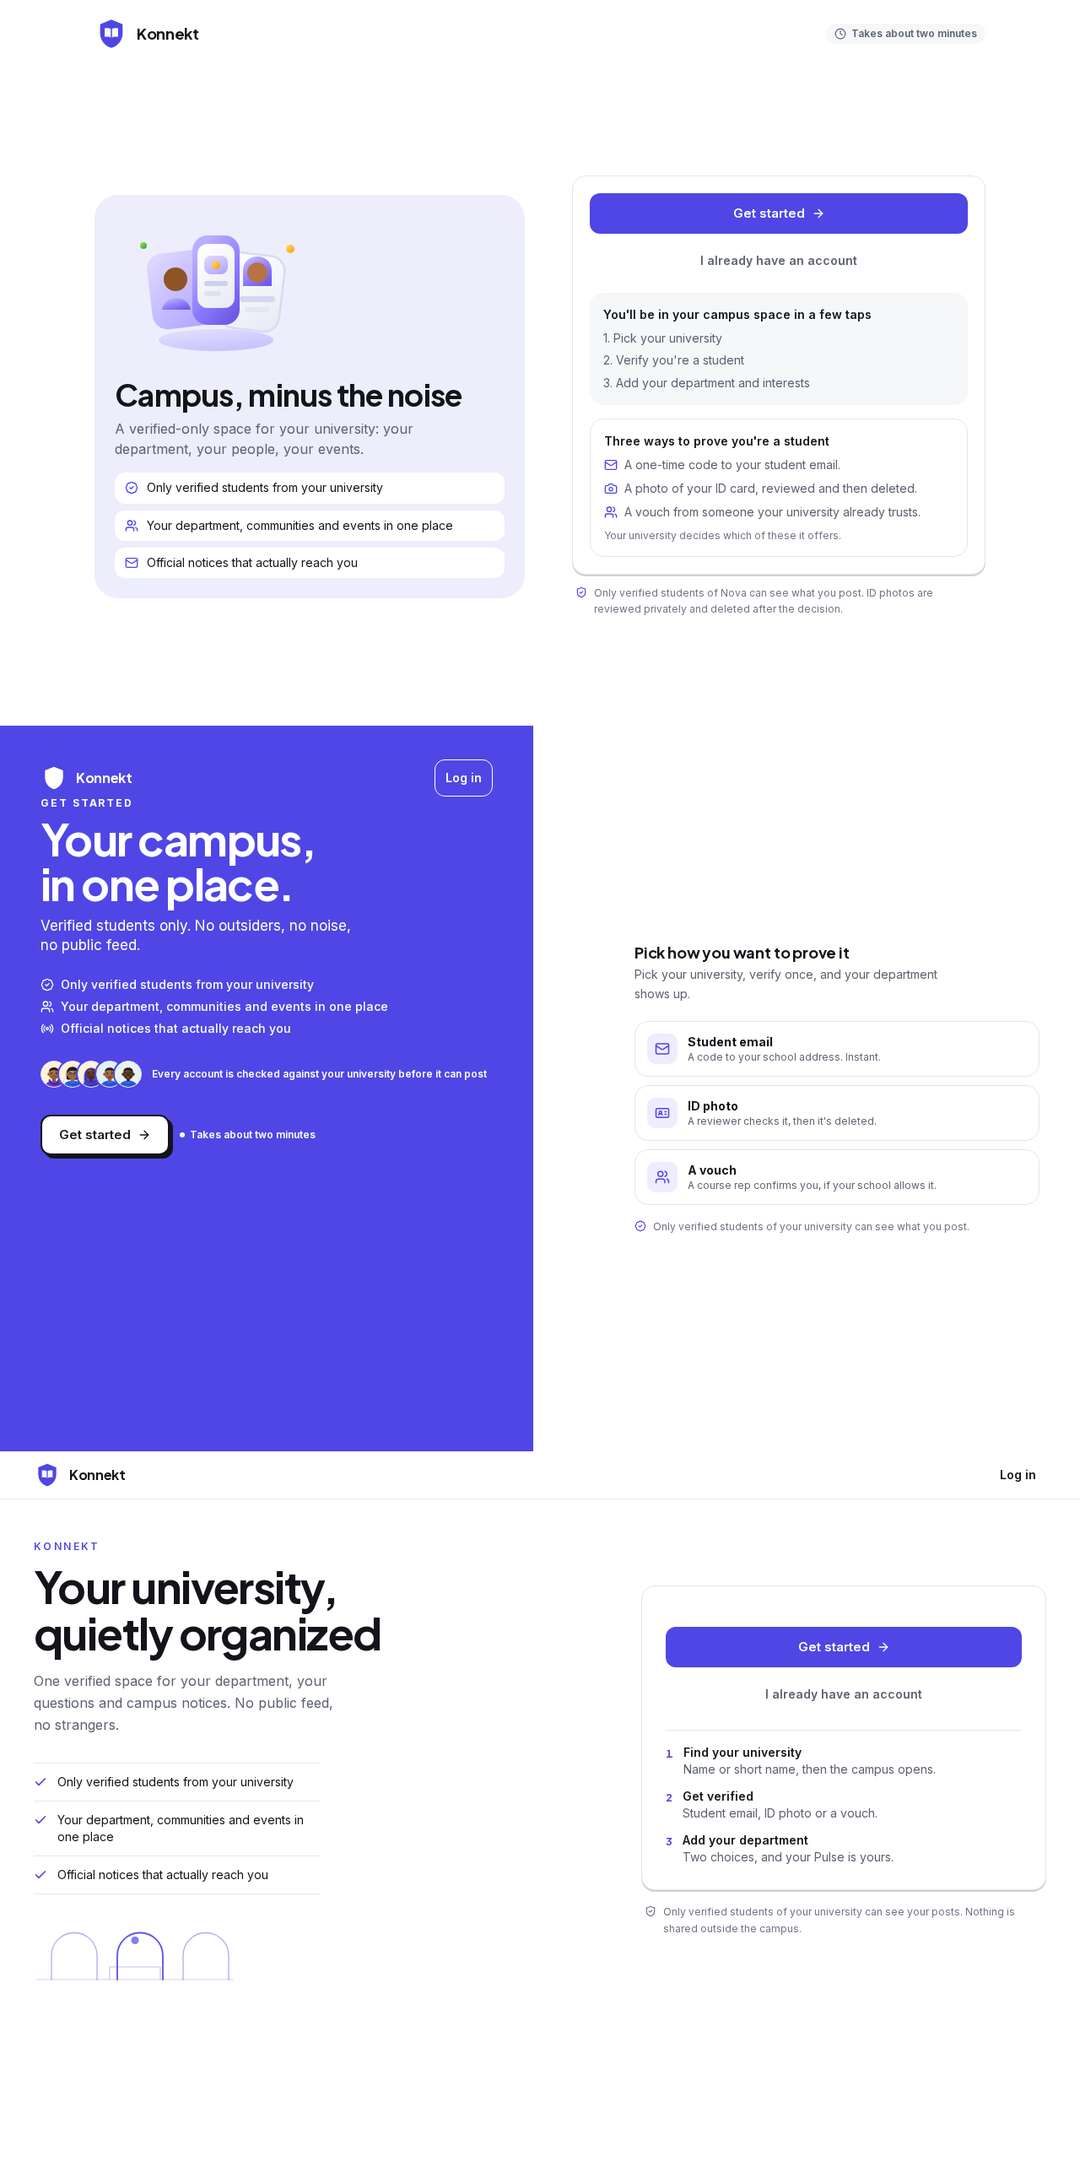 Konnekt
Takes about two minutes
Campus, minus the noise
A verified-only space for your university: your
department, your people, your events.
Only verified students from your university
Your department, communities and events in one place
Official notices that actually reach you
Get started
I already have an account
You'll be in your campus space in a few taps
1. Pick your university
2. Verify you're a student
3. Add your department and interests
Three ways to prove you're a student
A one-time code to your student email.
A photo of your ID card, reviewed and then deleted.
A vouch from someone your university already trusts.
Your university decides which of these it offers.
Only verified students of Nova can see what you post. ID photos are
reviewed privately and deleted after the decision.
Konnekt
Log in
GET STARTED
Your campus,
in one place.
Verified students only. No outsiders, no noise,
no public feed.
Only verified students from your university
Your department, communities and events in one place
Official notices that actually reach you
Every account is checked against your university before it can post
Get started
Takes about two minutes
Pick how you want to prove it
Pick your university, verify once, and your department
shows up.
Student email
A code to your school address. Instant.
ID photo
A reviewer checks it, then it's deleted.
A vouch
A course rep confirms you, if your school allows it.
Only verified students of your university can see what you post.
Konnekt
Log in
KONNEKT
Your university,
quietly organized
One verified space for your department, your
questions and campus notices. No public feed,
no strangers.
Only verified students from your university
Your department, communities and events in
one place
Official notices that actually reach you
Get started
I already have an account
1 Find your university
Name or short name, then the campus opens.
2 Get verified
Student email, ID photo or a vouch.
3 Add your department
Two choices, and your Pulse is yours.
Only verified students of your university can see your posts. Nothing is
shared outside the campus.